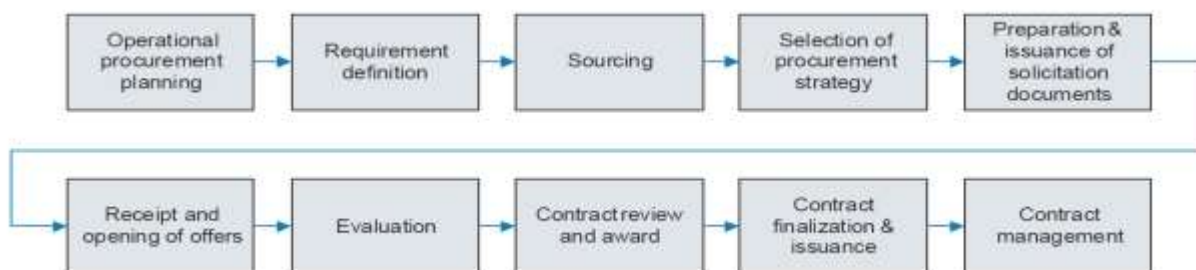 Operational
procurement
planning
Requirement
definition
Sourcing
Selection of
procurement
strategy
Preparation &
issuance of
solicitation
documents
Receipt and
opening of offers
Evaluation
Contract review
and award
Contract
finalization &
issuance
Contract
management